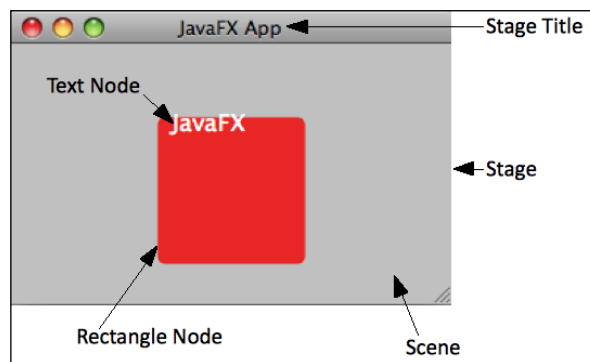 JavaFX App
Stage Title
Text Node
JavaFX
Stage
Rectangle Node
Scene